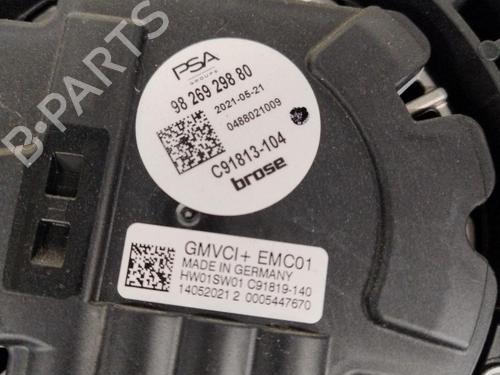 B-PARTS
PSA
GROUPE
98 269 298 80
2021-05-21
0488021009
C91813-104
brose
GMVCI+ EMC01
MADE IN GERMANY
HW01SW01 C91819-140
14052021 2 0005447670